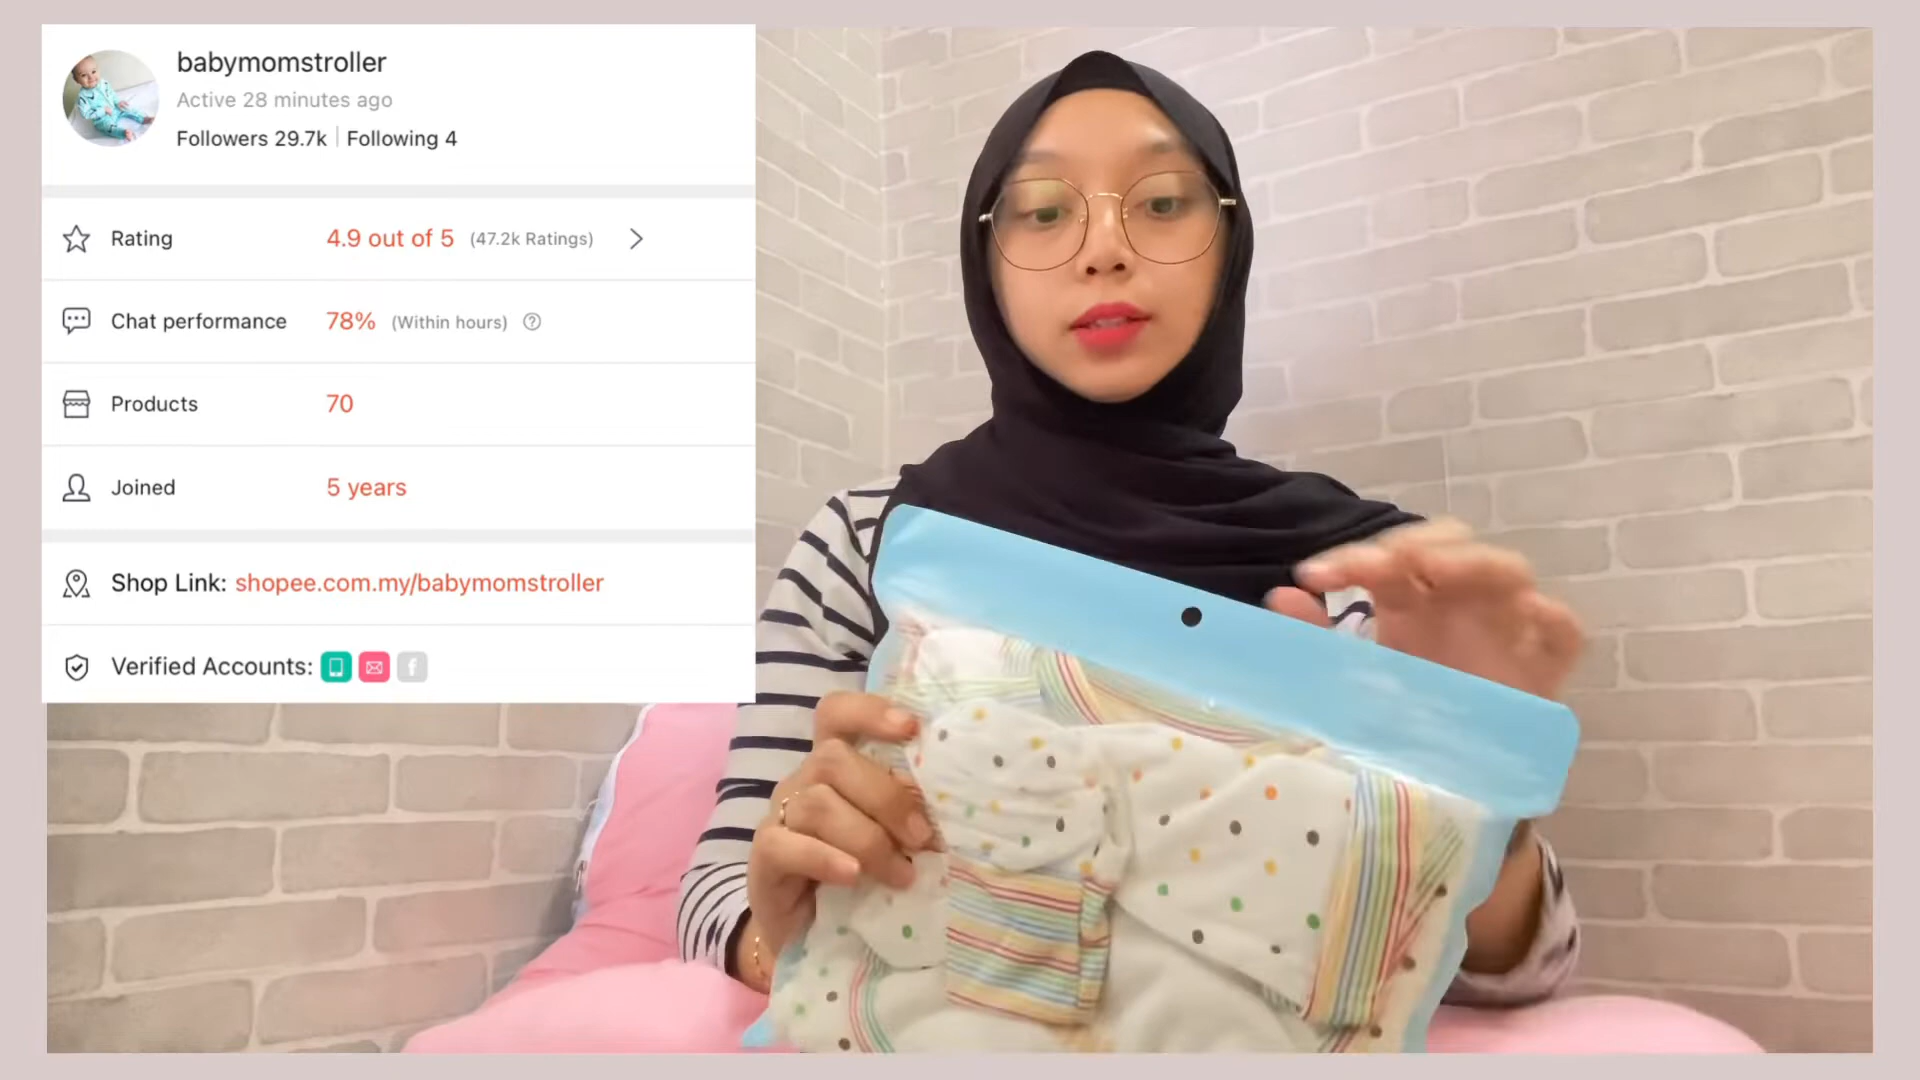 babymomstroller
Active 28 minutes ago
Followers 29.7k | Following 4
Rating 4.9 out of 5 (47.2k Ratings)
Chat performance 78% (Within hours)
Products 70
Joined 5 years
Shop Link: shopee.com.my/babymomstroller
Verified Accounts: